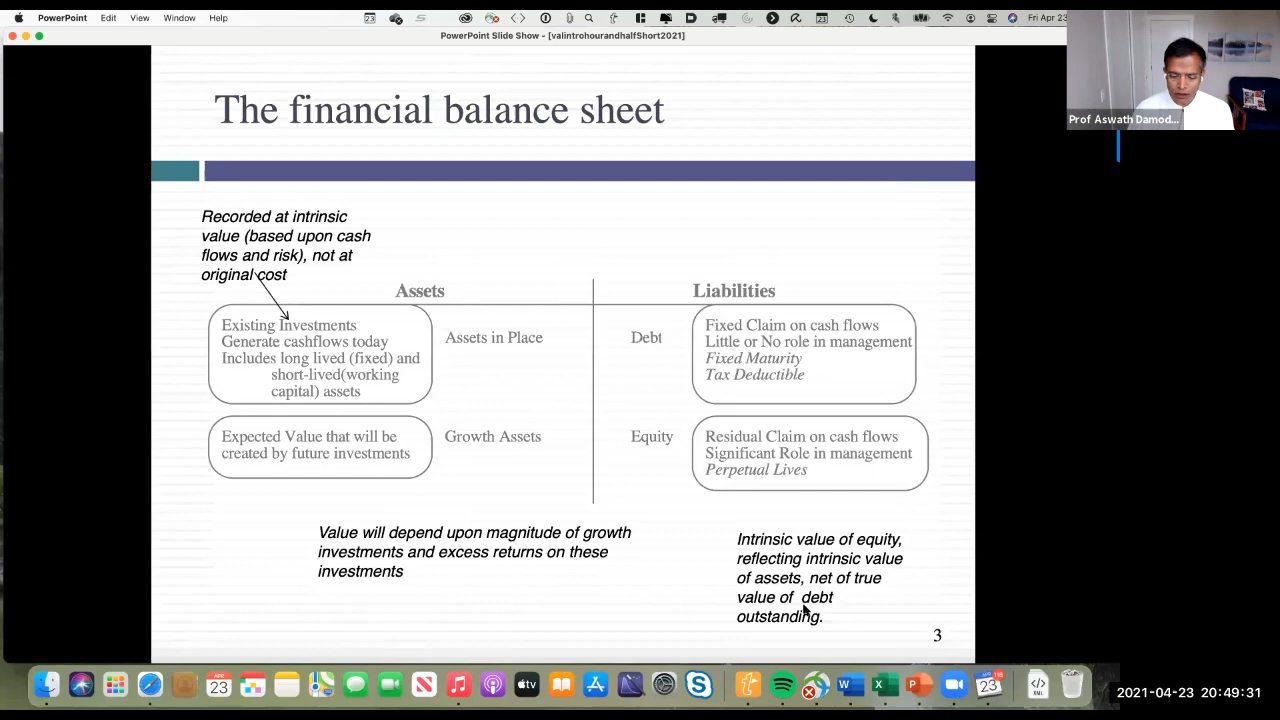 PowerPoint Edit View Window Help
Fri Apr 23
PowerPoint Slide Show - [valintrohourandhalfShort2021]
Prof Aswath Damod...
The financial balance sheet
Recorded at intrinsic
value (based upon cash
flows and risk), not at
original cost
Assets
Liabilities
Existing Investments
Generate cashflows today
Includes long lived (fixed) and
short-lived(working
capital) assets
Assets in Place
Debt
Fixed Claim on cash flows
Little or No role in management
Fixed Maturity
Tax Deductible
Expected Value that will be
created by future investments
Growth Assets
Equity
Residual Claim on cash flows
Significant Role in management
Perpetual Lives
Value will depend upon magnitude of growth
investments and excess returns on these
investments
Intrinsic value of equity,
reflecting intrinsic value
of assets, net of true
value of debt
outstanding.
3
2021-04-23 20:49:31